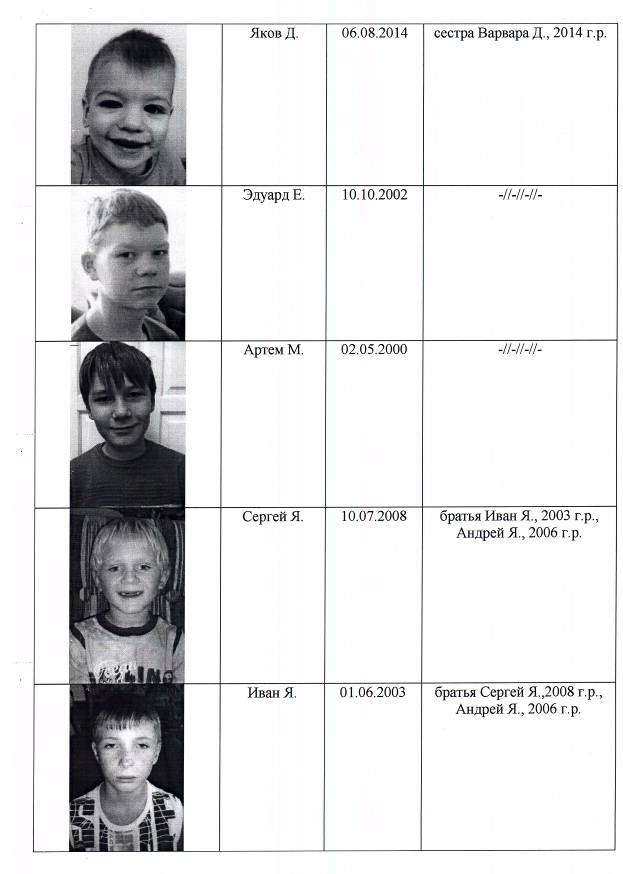 Яков Д. 06.08.2014 сестра Варвара Д., 2014 г.р.
Эдуард Е. 10.10.2002 -//-//-//-
Артем М. 02.05.2000 -//-//-//-
Сергей Я. 10.07.2008 братья Иван Я., 2003 г.р.,
Андрей Я., 2006 г.р.
Иван Я. 01.06.2003 братья Сергей Я.,2008 г.р.,
Андрей Я., 2006 г.р.